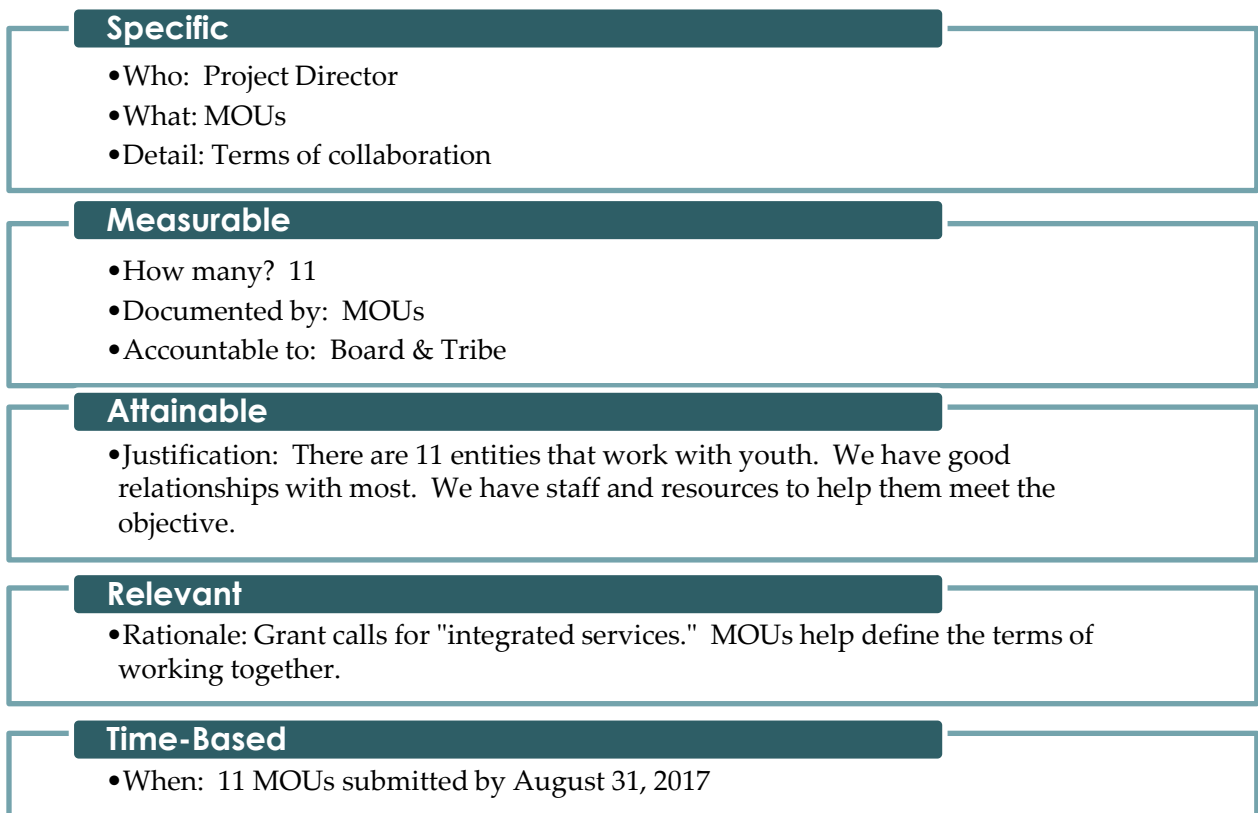 Specific
•Who: Project Director
•What: MOUs
•Detail: Terms of collaboration
Measurable
•How many? 11
•Documented by: MOUs
•Accountable to: Board & Tribe
Attainable
•Justification: There are 11 entities that work with youth. We have good
relationships with most. We have staff and resources to help them meet the
objective.
Relevant
•Rationale: Grant calls for "integrated services." MOUs help define the terms of
working together.
Time-Based
•When: 11 MOUs submitted by August 31, 2017